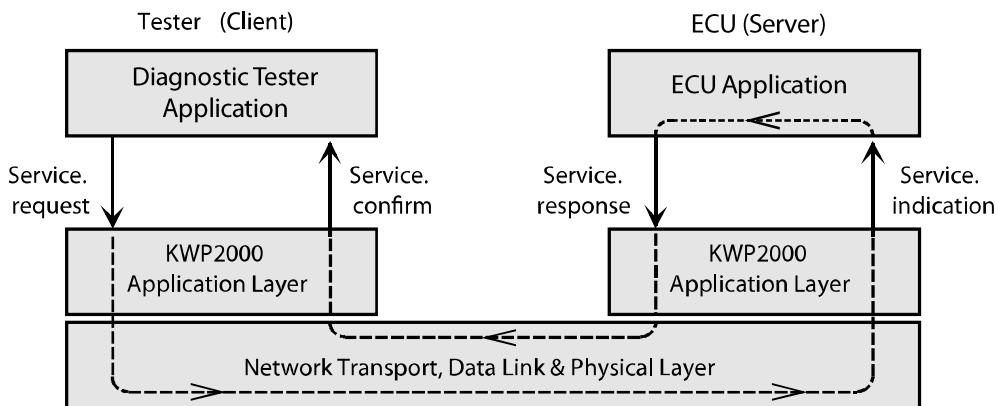 Tester (Client)
ECU (Server)
Diagnostic Tester
Application
ECU Application
Service.
request
Service.
confirm
Service.
response
Service.
indication
KWP2000
Application Layer
KWP2000
Application Layer
Network Transport, Data Link & Physical Layer